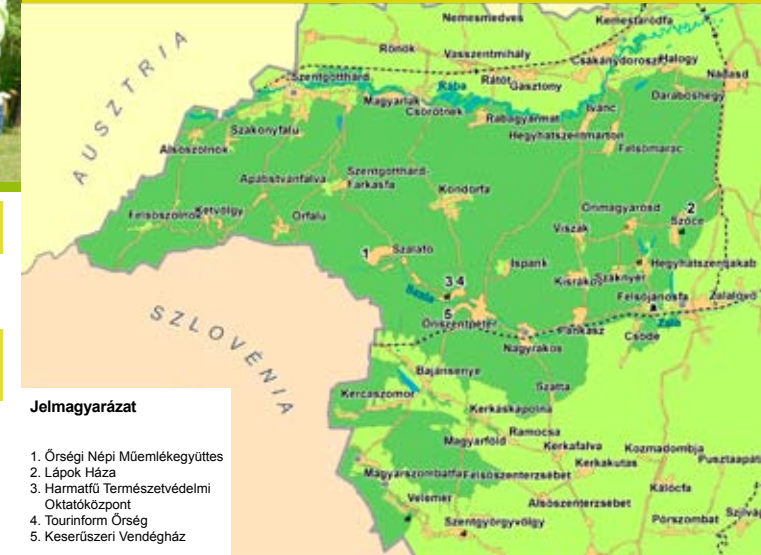 Nemesmedves
Kemestaródfa
Rönök
Vasszentmihály
Csákánydoroszló
Halogy
Szentgotthárd
Rátót
Gasztony
Nádasd
Rába
Magyarlak
Csörötnek
Rábagyarmat
Ivánc
Daraboshegy
AUSZTRIA
Szakonyfalu
Hegyhátszentmárton
Alsószölnök
Felsőmarác
Apátistvánfalva
Szentgotthárd-
Farkasfa
Kondorfa
2
Felsőszölnök
Kétvölgy
Orfalu
Őrimagyarósd
Szőce
Viszák
1
Szalafő
Ispánk
Hegyhátszentjakab
Kisrákos
Szaknyér
3 4
Szala
Felsőjánosfa
Zalalövő
5
Őriszentpéter
Zala
SZLOVÉNIA
Pankasz
Csöde
Nagyrákos
Bajánsenye
Szatta
Kercaszomor
Kerkáskápolna
Ramocsa
Magyarföld
Kerkafalva
Kozmadombja
Kerkakutas
Pusztaapáti
Magyarszombatfa
Felsőszenterzsébet
Kálócfa
Velemér
Alsószenterzsébet
Pórszombat
Szilvág
Szentgyörgyvölgy
Jelmagyarázat
1. Őrségi Népi Műemlékegyüttes
2. Lápok Háza
3. Harmatfű Természetvédelmi
Oktatóközpont
4. Tourinform Őrség
5. Keserűszeri Vendégház